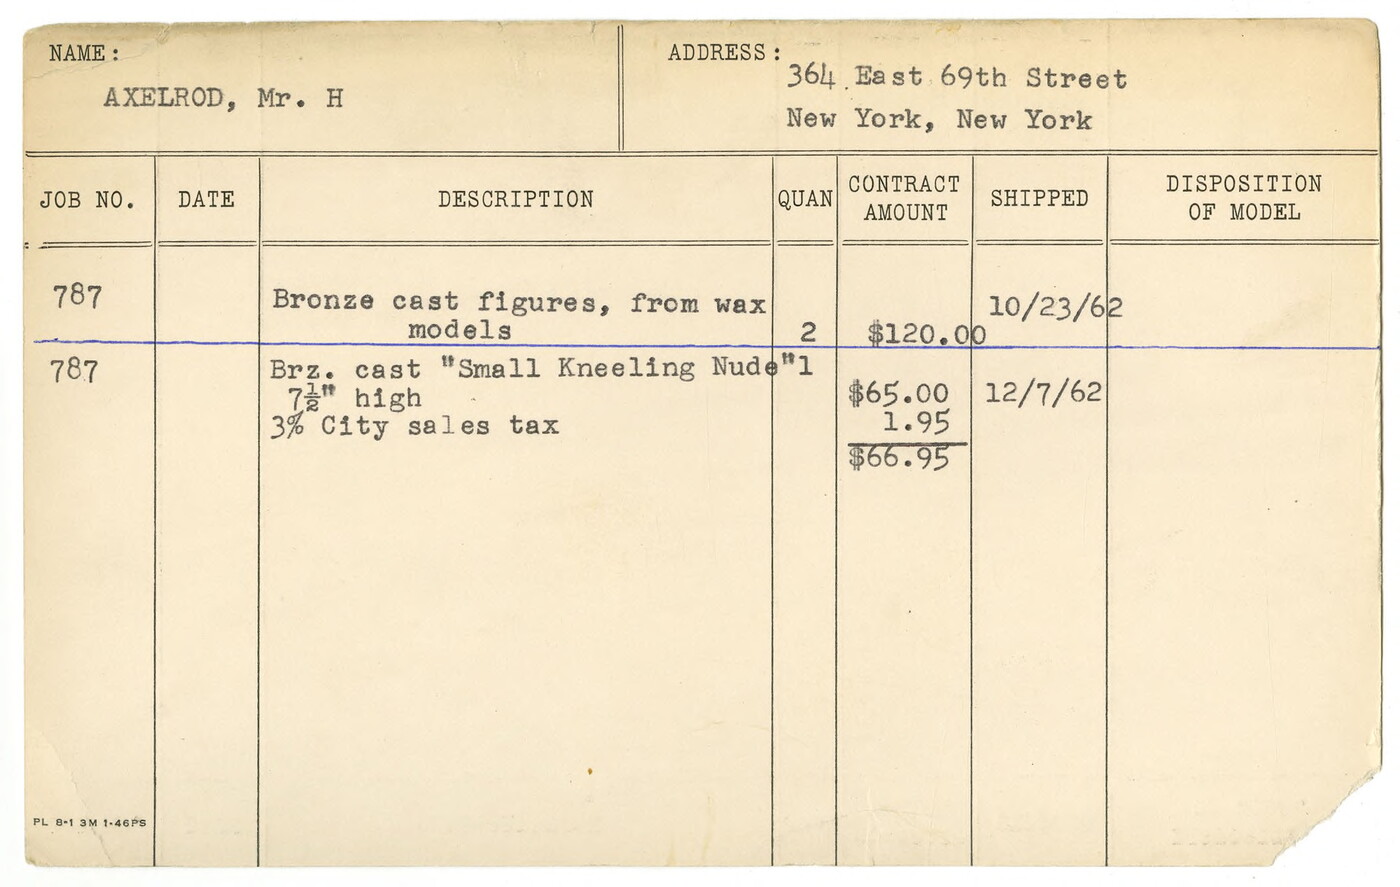 NAME:
AXELROD, Mr. H
ADDRESS:
364 East 69th Street
New York, New York
JOB NO. DATE DESCRIPTION QUAN CONTRACT AMOUNT SHIPPED DISPOSITION OF MODEL
787 Bronze cast figures, from wax 10/23/62
models 2 $120.00
787 Brz. cast "Small Kneeling Nude" 1
7½" high $65.00 12/7/62
3% City sales tax 1.95
$66.95
PL 8-1 3M 1-46PS